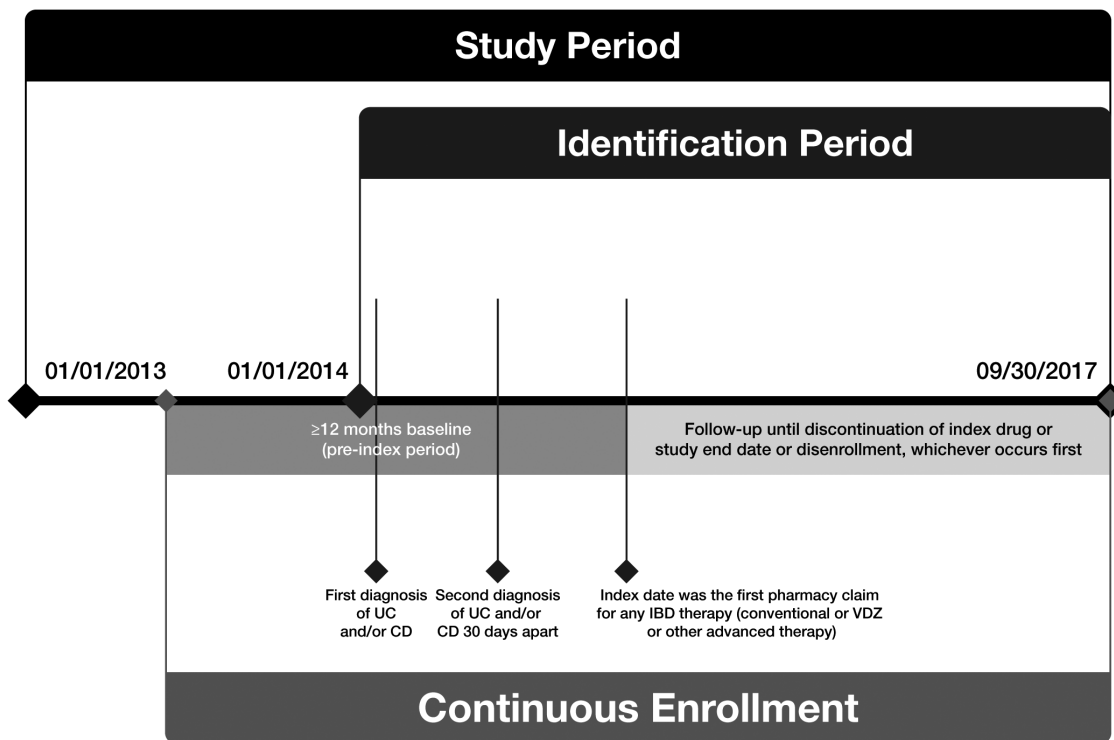 Study Period
Identification Period
01/01/2013
01/01/2014
09/30/2017
≥12 months baseline
(pre-index period)
Follow-up until discontinuation of index drug or
study end date or disenrollment, whichever occurs first
First diagnosis
of UC
and/or CD
Second diagnosis
of UC and/or
CD 30 days apart
Index date was the first pharmacy claim
for any IBD therapy (conventional or VDZ
or other advanced therapy)
Continuous Enrollment